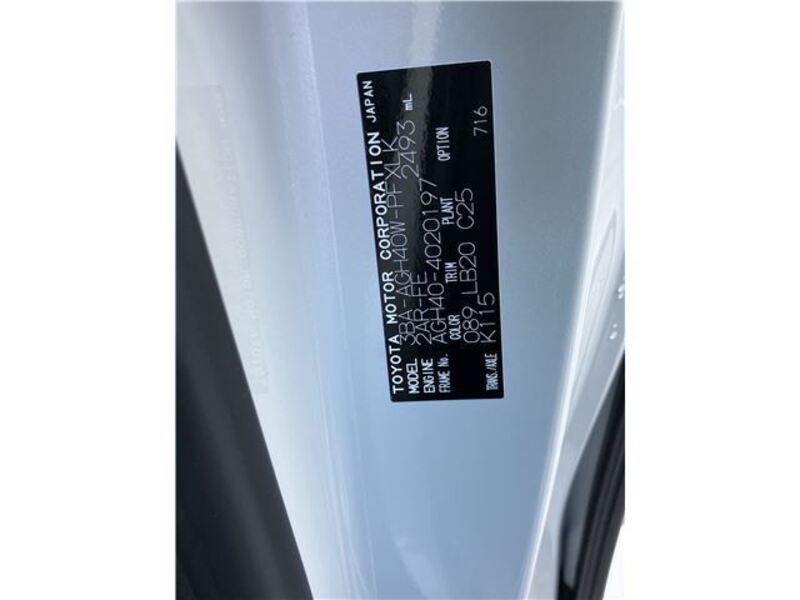 TOYOTA MOTOR CORPORATION JAPAN
MODEL 3BA-AGH40W-PFXLK
ENGINE 2AR-FE 2493 mL
FRAME No. AGH40-4020197
COLOR TRIM PLANT OPTION
089 LB20 C25
TRANS./AXLE K115 716